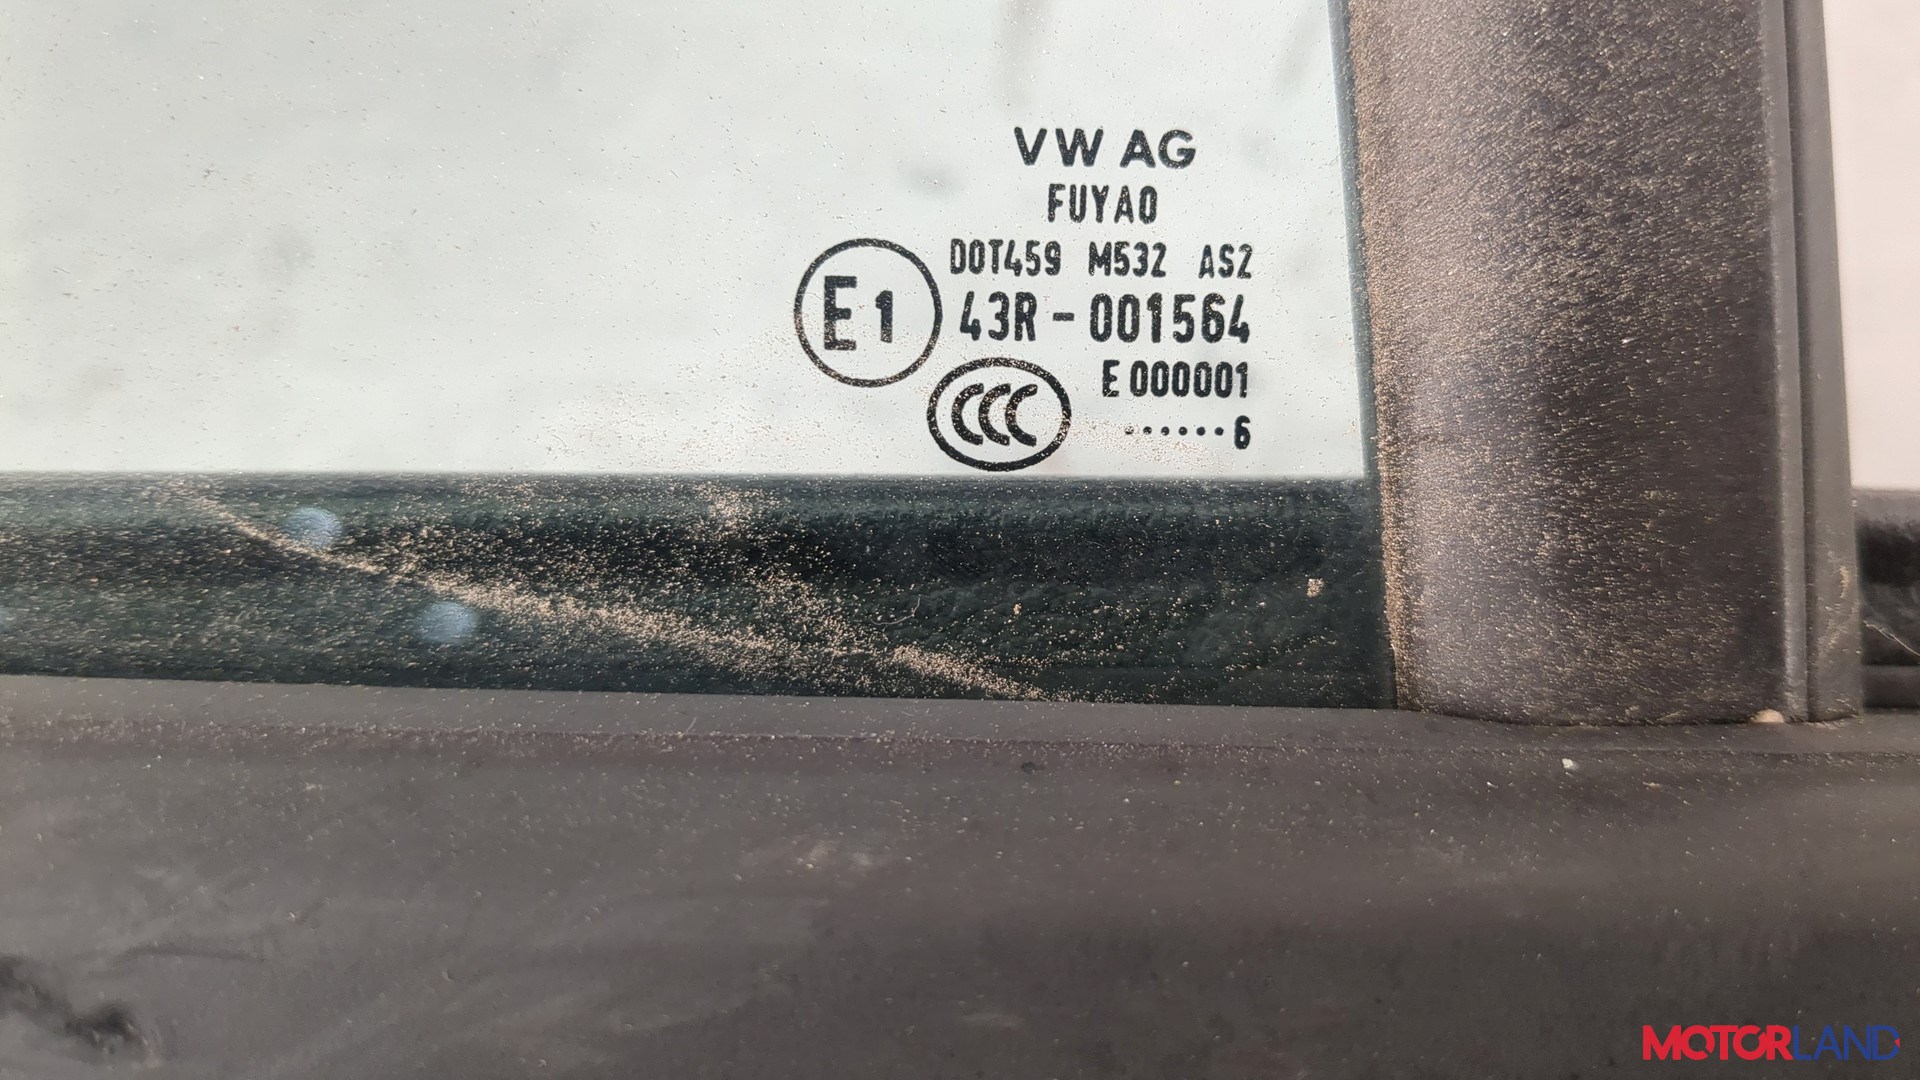 VW AG
FUYAO
DOT459 M532 AS2
E1 43R-001564
E 000001
CCC
······6
MOTORLAND